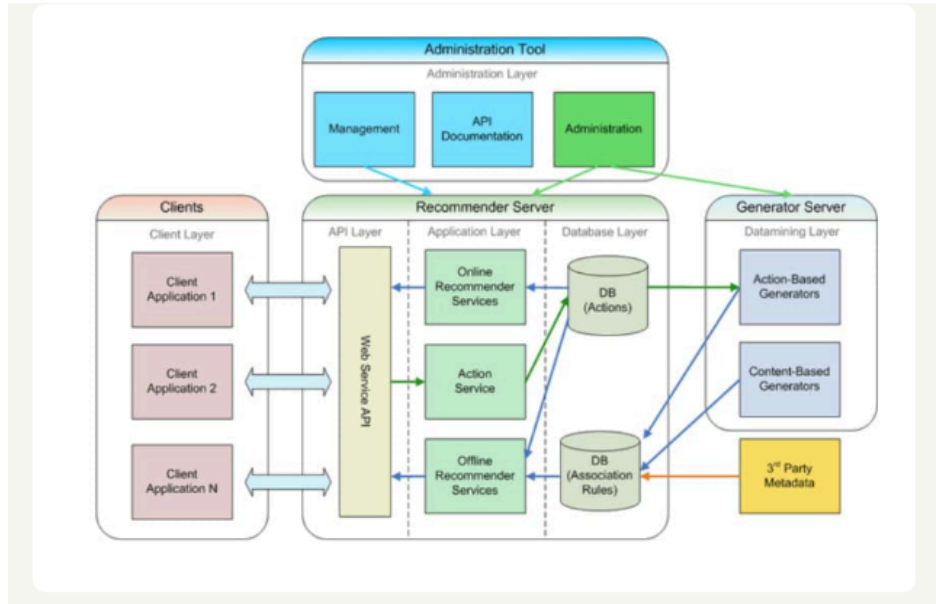 Administration Tool
Administration Layer
Management
API
Documentation
Administration
Clients
Client Layer
Client
Application 1
Client
Application 2
Client
Application N
Recommender Server
API Layer
Application Layer
Database Layer
Web Service API
Online
Recommender
Services
Action
Service
Offline
Recommender
Services
DB
(Actions)
DB
(Association
Rules)
Generator Server
Datamining Layer
Action-Based
Generators
Content-Based
Generators
3rd Party
Metadata